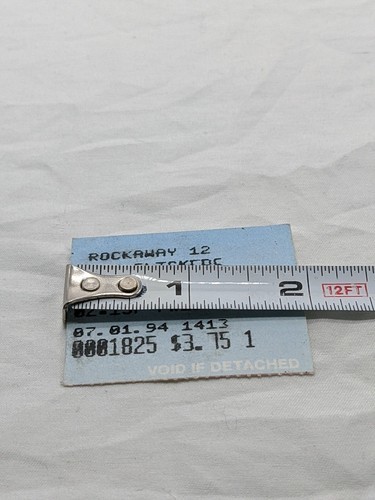 ROCKAWAY 12
1 2 12FT
07.01.94 1413
0001825 $3.75 1
VOID IF DETACHED